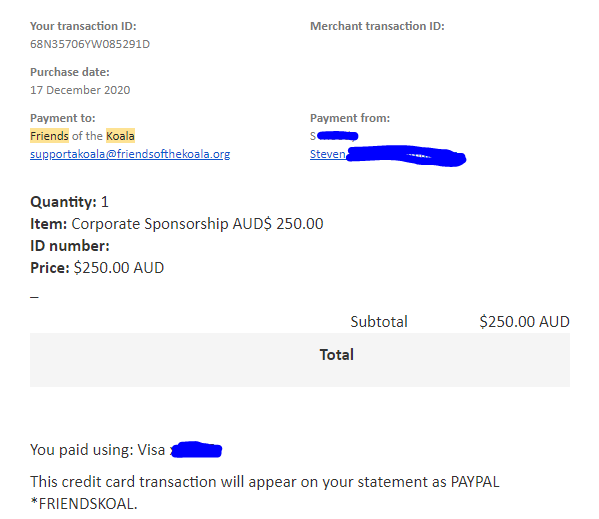 Your transaction ID: Merchant transaction ID:
68N35706YW085291D
Purchase date:
17 December 2020
Payment to: Payment from:
Friends of the Koala S
supportakoala@friendsofthekoala.org Steven
Quantity: 1
Item: Corporate Sponsorship AUD$ 250.00
ID number:
Price: $250.00 AUD
_
Subtotal $250.00 AUD
Total
You paid using: Visa
This credit card transaction will appear on your statement as PAYPAL
*FRIENDSKOAL.